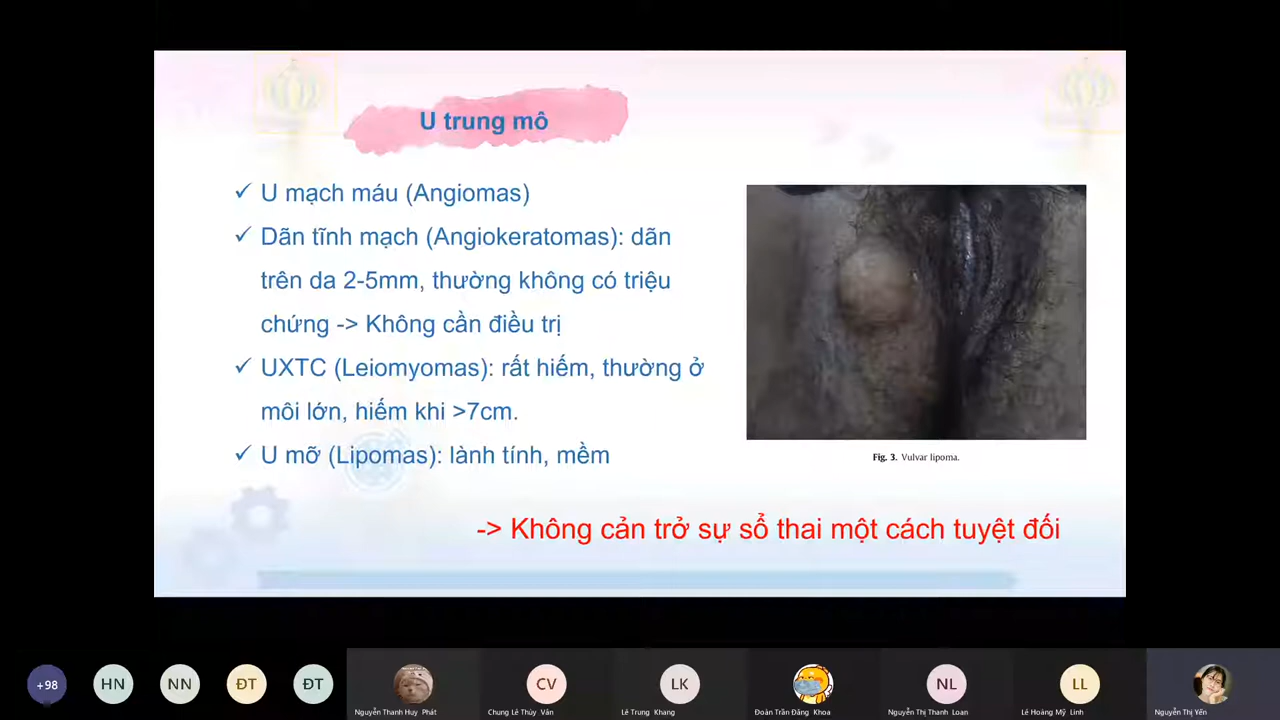 U trung mô
✓ U mạch máu (Angiomas)
✓ Dãn tĩnh mạch (Angiokeratomas): dãn
trên da 2-5mm, thường không có triệu
chứng -> Không cần điều trị
✓ UXTC (Leiomyomas): rất hiếm, thường ở
môi lớn, hiếm khi >7cm.
✓ U mỡ (Lipomas): lành tính, mềm
Fig. 3. Vulvar lipoma.
-> Không cản trở sự sổ thai một cách tuyệt đối
+98
HN
NN
ĐT
ĐT
CV
LK
NL
LL
Nguyễn Thanh Huy Phát
Chung Lê Thúy Vân
Lê Trung Khang
Đoàn Trần Đăng Khoa
Nguyễn Thị Thanh Loan
Lê Hoàng Mỹ Linh
Nguyễn Thị Yến